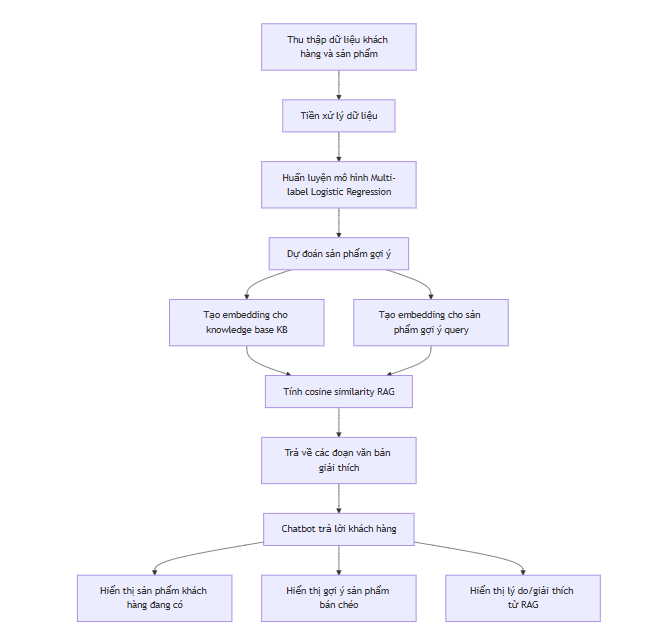 Thu thập dữ liệu khách
hàng và sản phẩm
Tiền xử lý dữ liệu
Huấn luyện mô hình Multi-
label Logistic Regression
Dự đoán sản phẩm gợi ý
Tạo embedding cho
knowledge base KB
Tạo embedding cho sản
phẩm gợi ý query
Tính cosine similarity RAG
Trả về các đoạn văn bản
giải thích
Chatbot trả lời khách hàng
Hiển thị sản phẩm khách
hàng đang có
Hiển thị gợi ý sản phẩm
bán chéo
Hiển thị lý do/giải thích
từ RAG